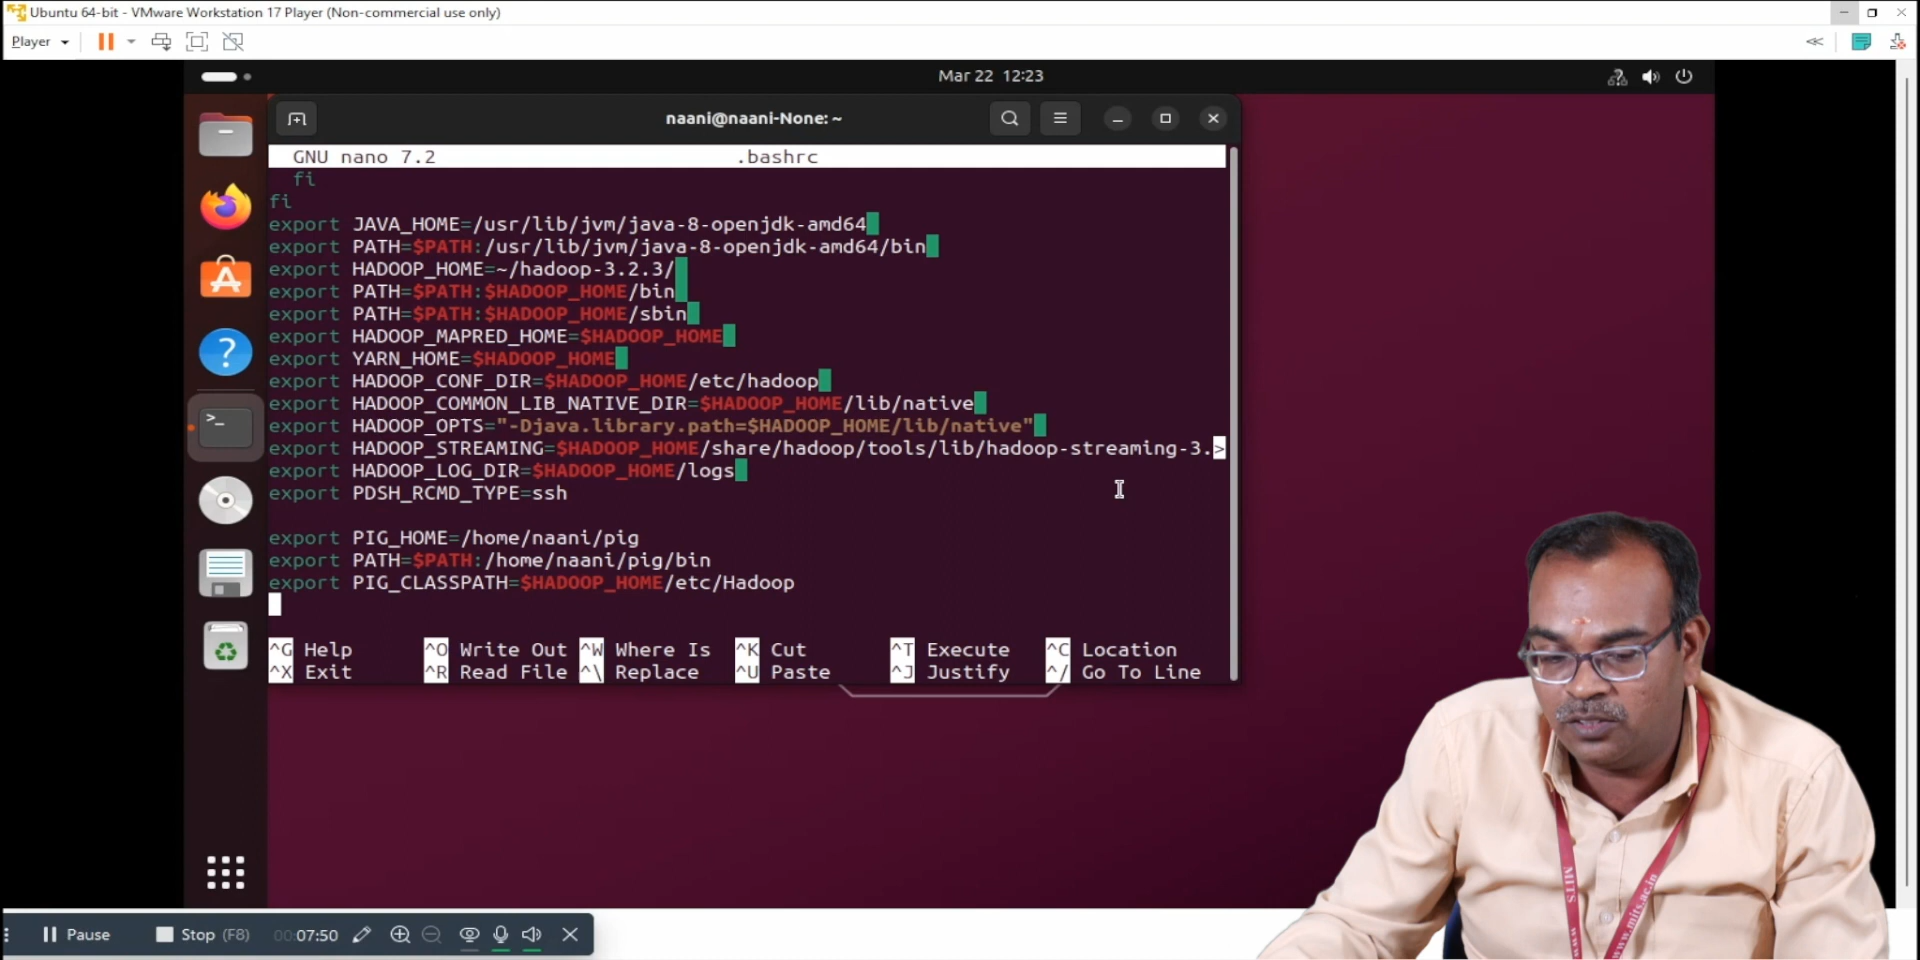 Ubuntu 64-bit - VMware Workstation 17 Player (Non-commercial use only)
Player
Mar 22 12:23
naani@naani-None: ~
GNU nano 7.2 .bashrc
fi
fi
export JAVA_HOME=/usr/lib/jvm/java-8-openjdk-amd64
export PATH=$PATH:/usr/lib/jvm/java-8-openjdk-amd64/bin
export HADOOP_HOME=~/hadoop-3.2.3/
export PATH=$PATH:$HADOOP_HOME/bin
export PATH=$PATH:$HADOOP_HOME/sbin
export HADOOP_MAPRED_HOME=$HADOOP_HOME
export YARN_HOME=$HADOOP_HOME
export HADOOP_CONF_DIR=$HADOOP_HOME/etc/hadoop
export HADOOP_COMMON_LIB_NATIVE_DIR=$HADOOP_HOME/lib/native
export HADOOP_OPTS="-Djava.library.path=$HADOOP_HOME/lib/native"
export HADOOP_STREAMING=$HADOOP_HOME/share/hadoop/tools/lib/hadoop-streaming-3.>
export HADOOP_LOG_DIR=$HADOOP_HOME/logs
export PDSH_RCMD_TYPE=ssh
export PIG_HOME=/home/naani/pig
export PATH=$PATH:/home/naani/pig/bin
export PIG_CLASSPATH=$HADOOP_HOME/etc/Hadoop
^G Help ^O Write Out ^W Where Is ^K Cut ^T Execute ^C Location
^X Exit ^R Read File ^\ Replace ^U Paste ^J Justify ^/ Go To Line
Pause Stop (F8) 00:07:50
MITS
www.mits.ac.in